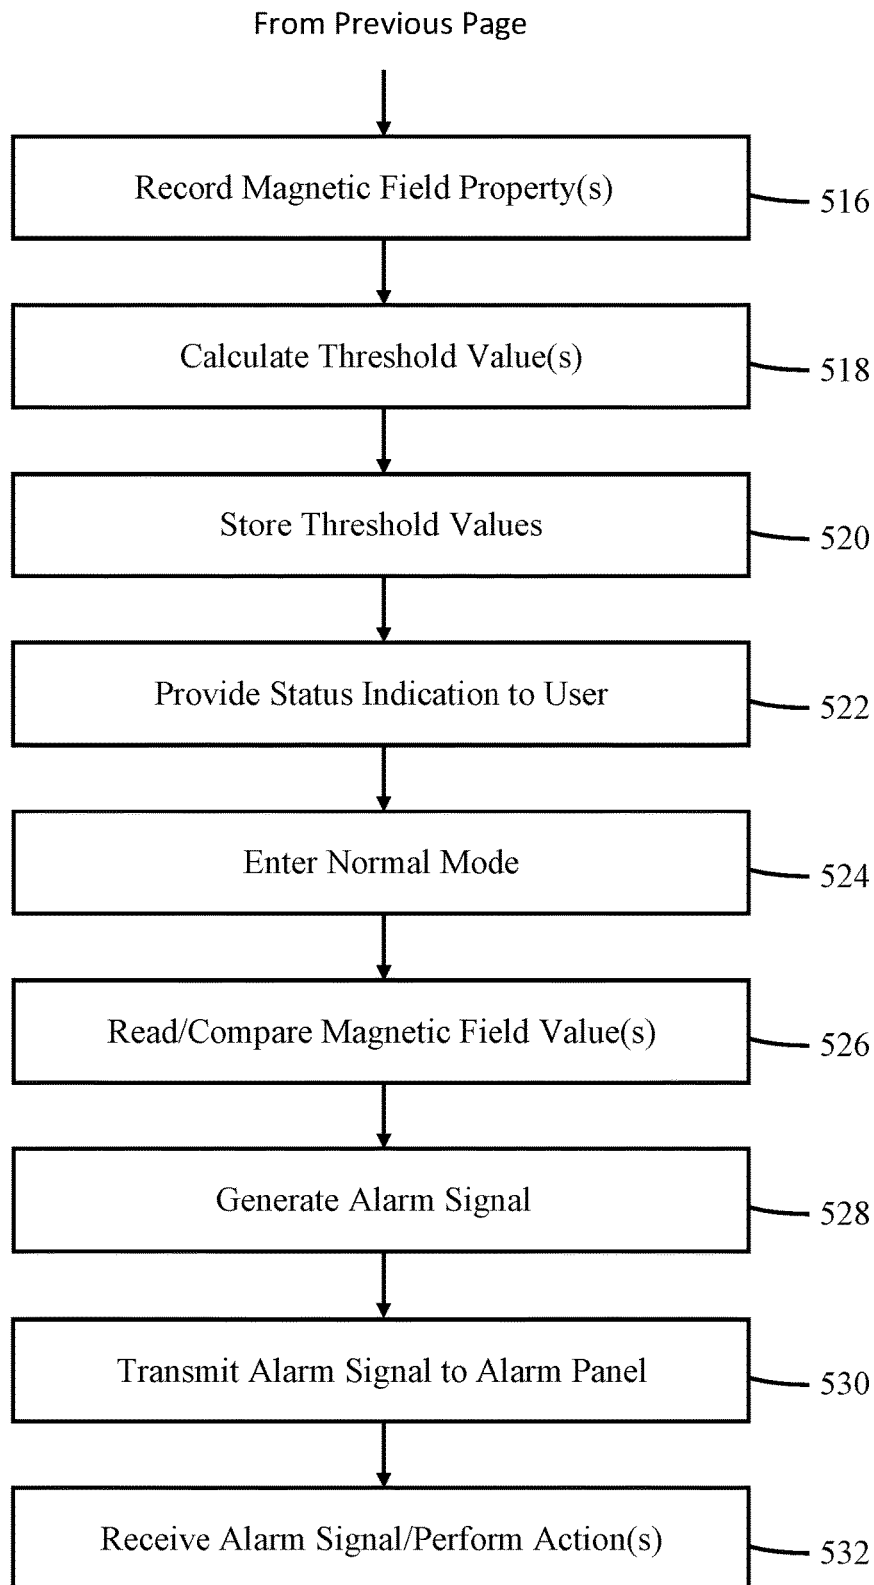 From Previous Page
Record Magnetic Field Property(s)
516
Calculate Threshold Value(s)
518
Store Threshold Values
520
Provide Status Indication to User
522
Enter Normal Mode
524
Read/Compare Magnetic Field Value(s)
526
Generate Alarm Signal
528
Transmit Alarm Signal to Alarm Panel
530
Receive Alarm Signal/Perform Action(s)
532